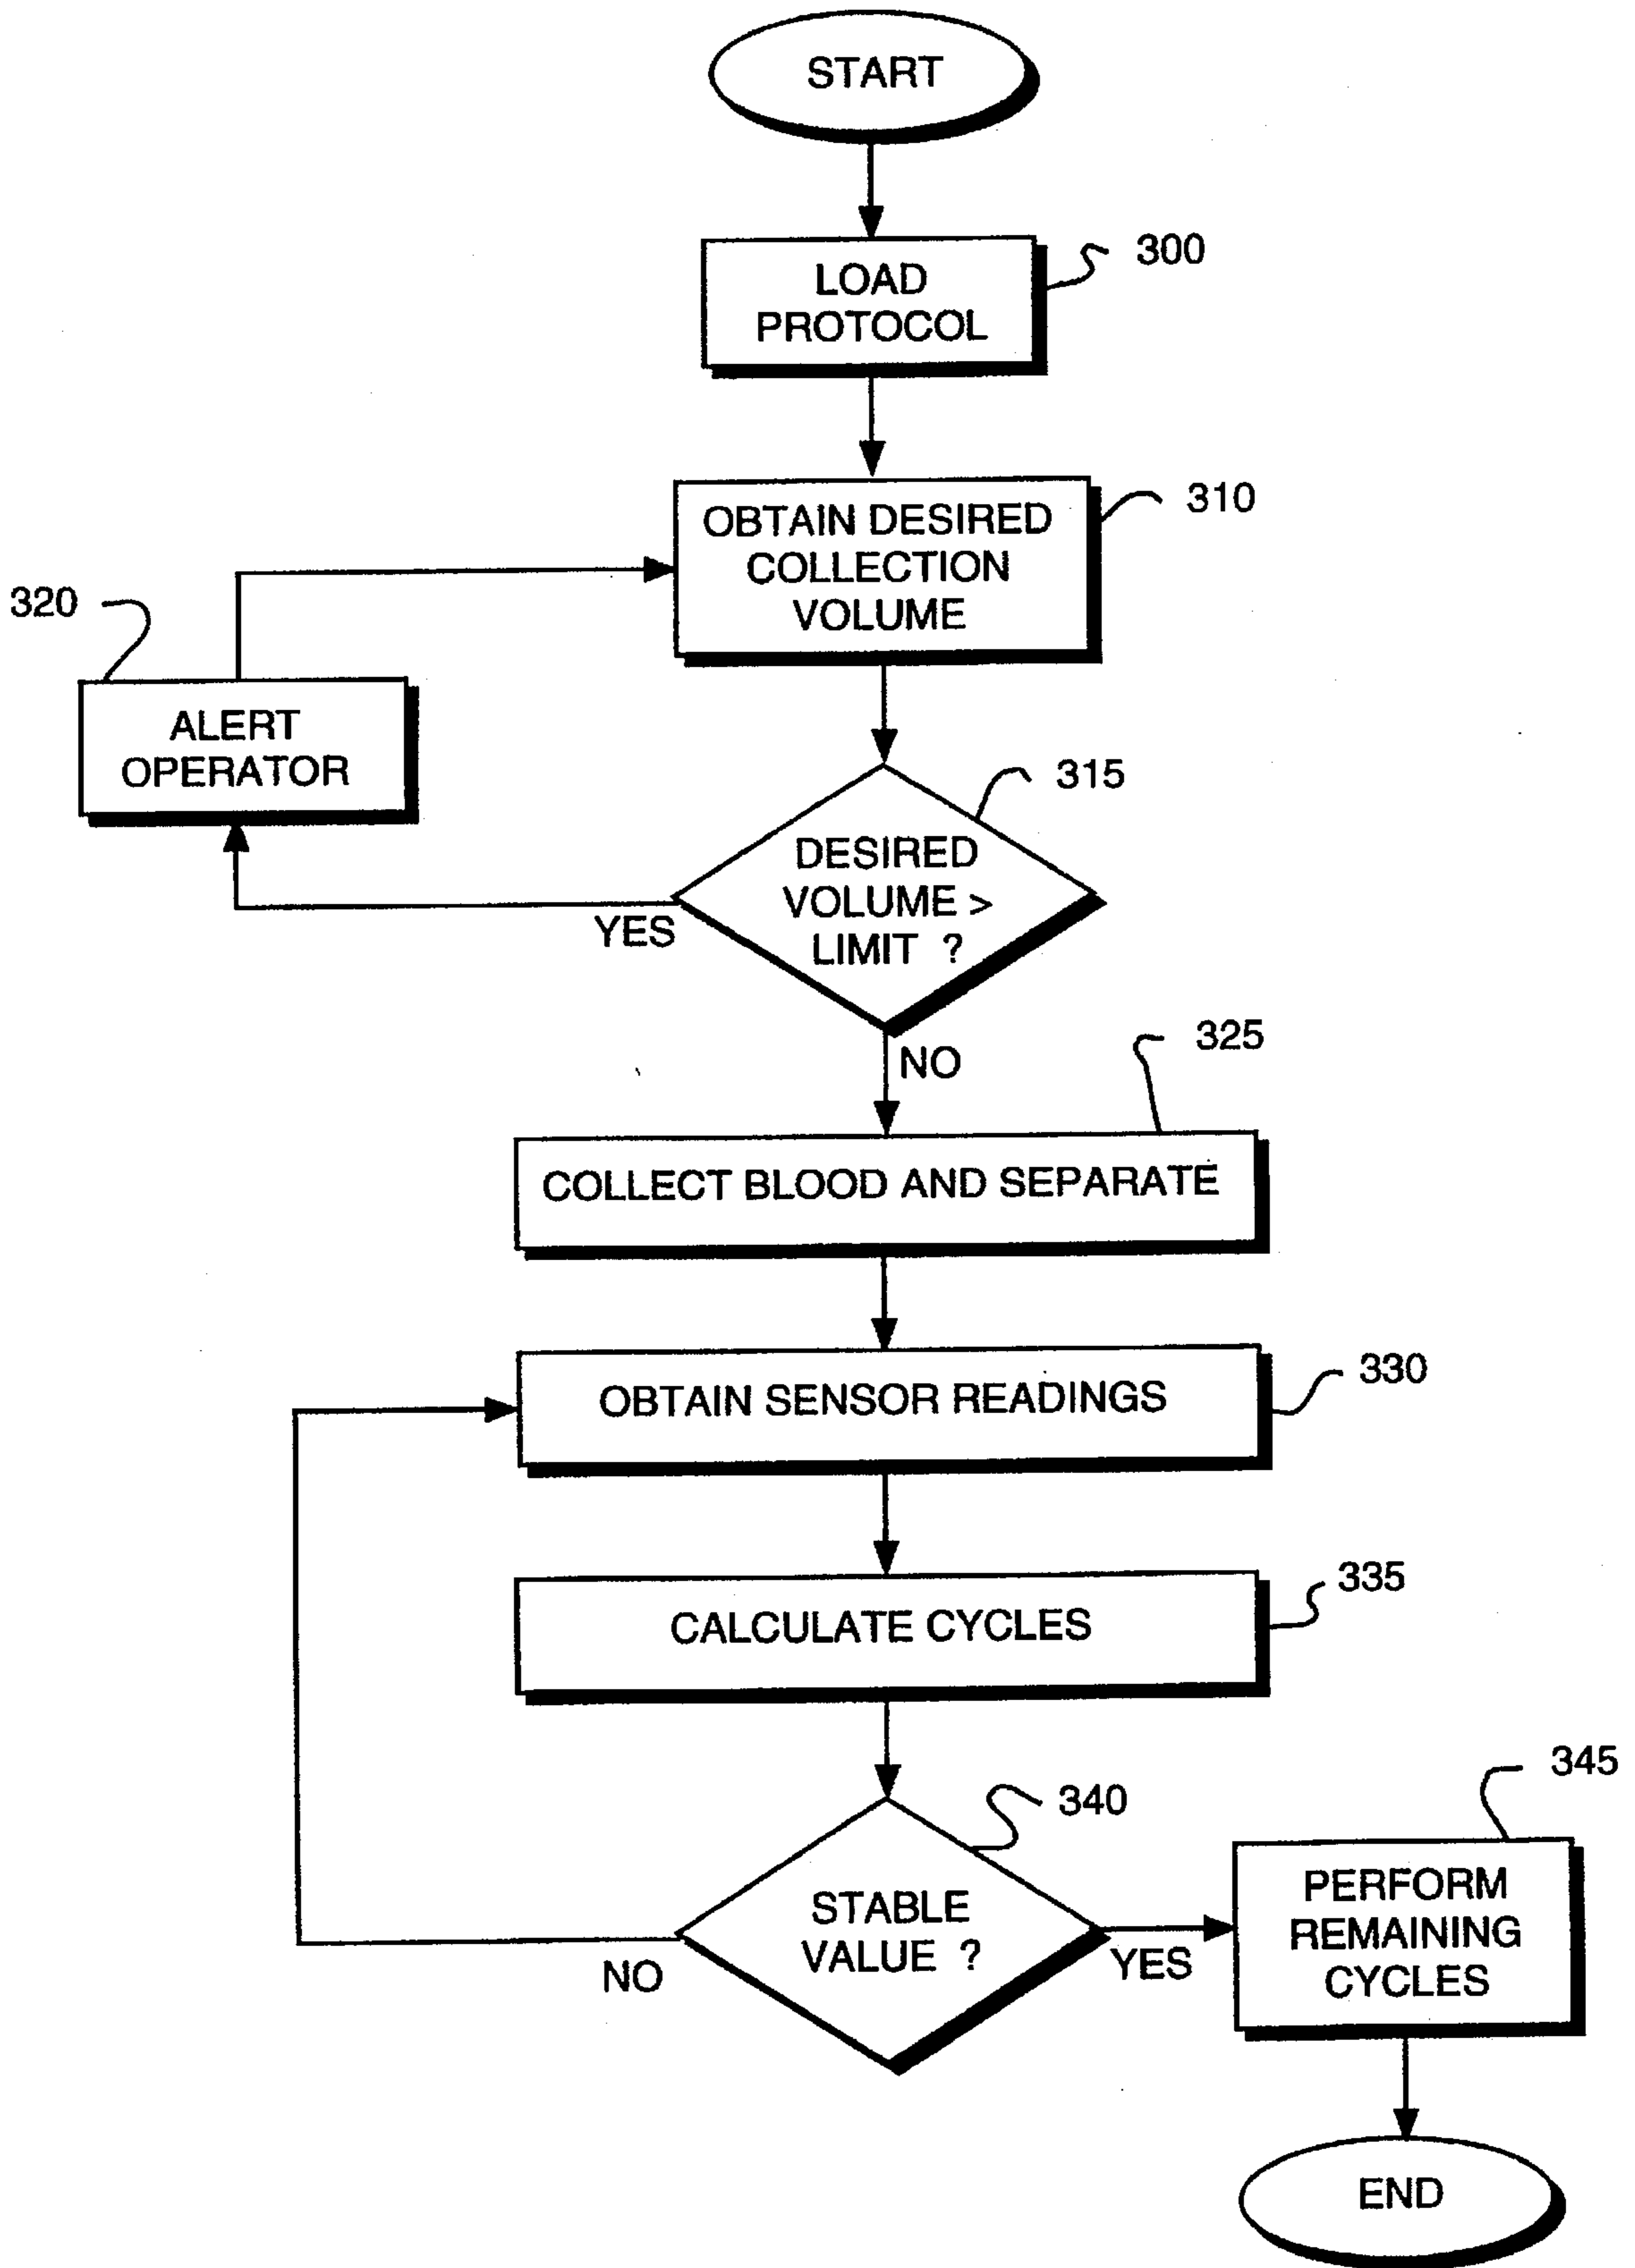 START
300
LOAD
PROTOCOL
310
OBTAIN DESIRED
COLLECTION
VOLUME
320
ALERT
OPERATOR
315
DESIRED
VOLUME >
LIMIT ?
YES
NO
325
COLLECT BLOOD AND SEPARATE
330
OBTAIN SENSOR READINGS
335
CALCULATE CYCLES
340
STABLE
VALUE ?
NO
YES
345
PERFORM
REMAINING
CYCLES
END